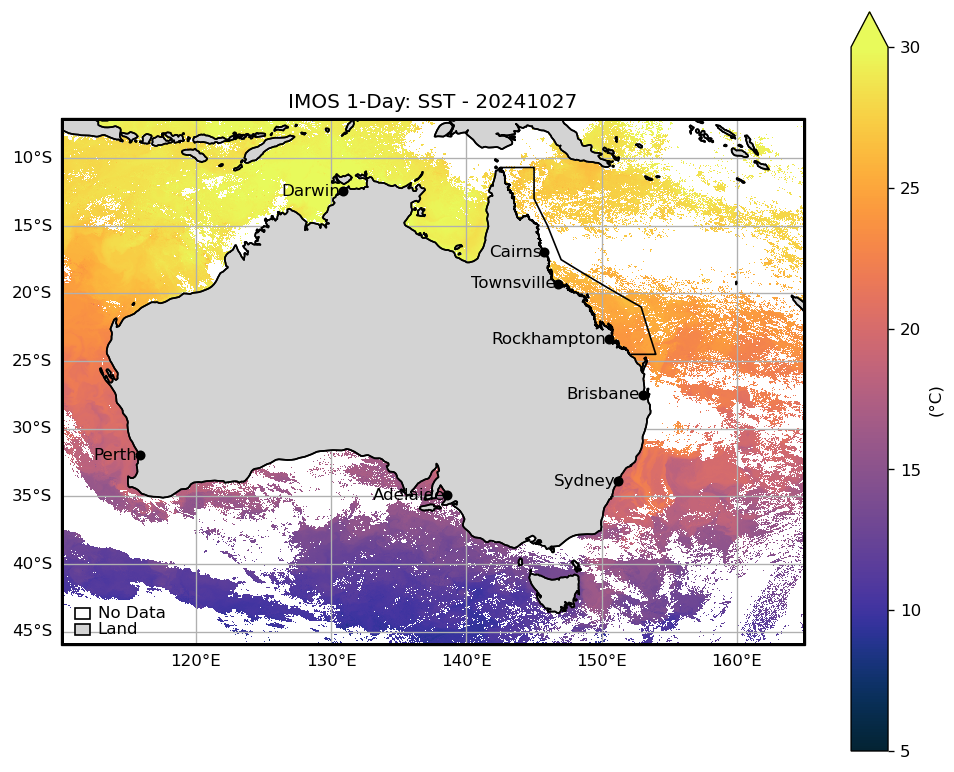 IMOS 1-Day: SST - 20241027
30
10°S
25
Darwin
15°S
Cairns
Townsville
20°S
20
Rockhampton
25°S
Brisbane
(°C)
30°S
Perth
15
Sydney
35°S
Adelaide
40°S
10
No Data
Land
45°S
120°E 130°E 140°E 150°E 160°E
5